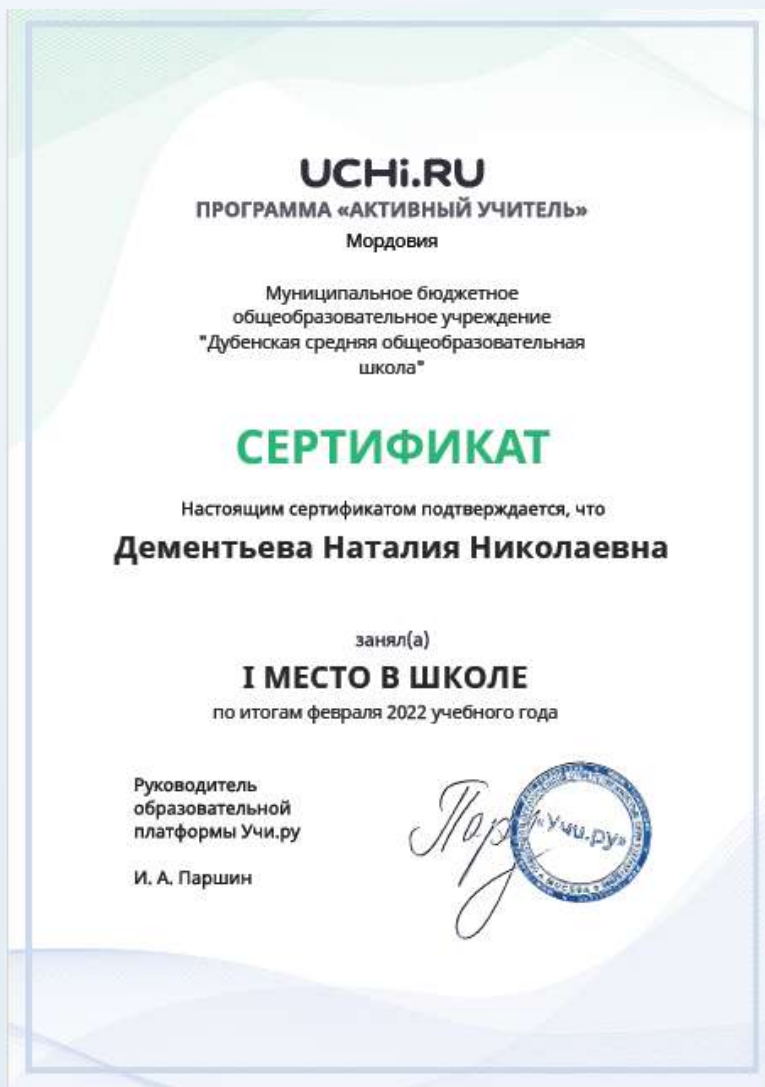 UCHi.RU
ПРОГРАММА «АКТИВНЫЙ УЧИТЕЛЬ»
Мордовия
Муниципальное бюджетное
общеобразовательное учреждение
"Дубенская средняя общеобразовательная
школа"
СЕРТИФИКАТ
Настоящим сертификатом подтверждается, что
Дементьева Наталия Николаевна
занял(а)
I МЕСТО В ШКОЛЕ
по итогам февраля 2022 учебного года
Руководитель
образовательной
платформы Учи.ру
И. А. Паршин
«Учи.ру»
МОСКВА